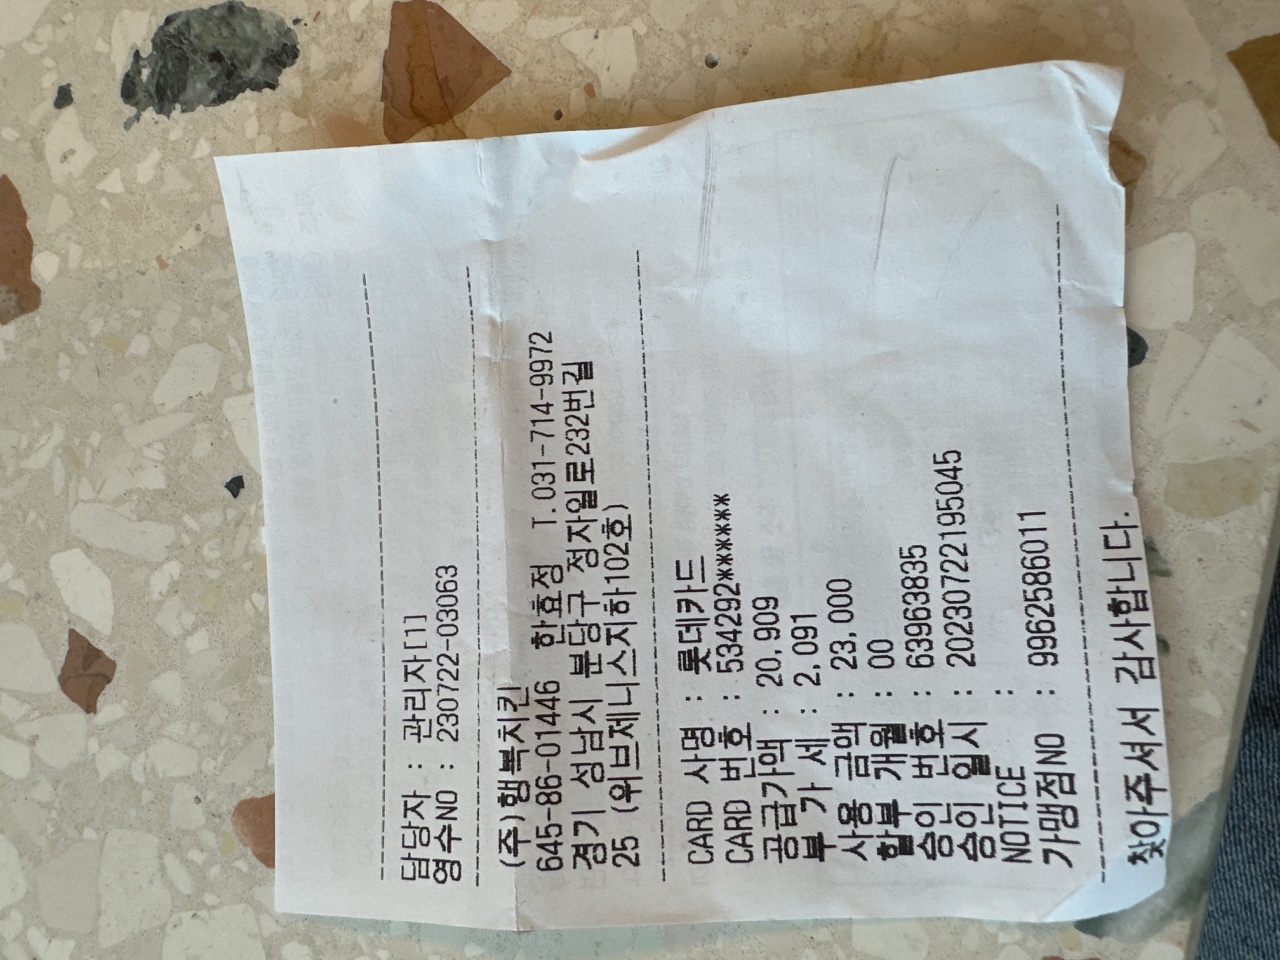 담당자 : 관리자[1]
영수NO : 230722-03063
(주)행복치킨
645-86-01446 한효정 T.031-714-9972
경기 성남시 분당구 정자일로232번길
25 (위브제니스지하102호)
CARD 사명 : 롯데카드
CARD 번호 : 534292******
공급가액 : 20,909
부 가 세 : 2,091
사용 금액 : 23,000
할부 개월 : 00
승인 번호 : 63963835
승인 일시 : 20230722195045
NOTICE :
가맹점NO : 9962586011
찾아주셔서 감사합니다.